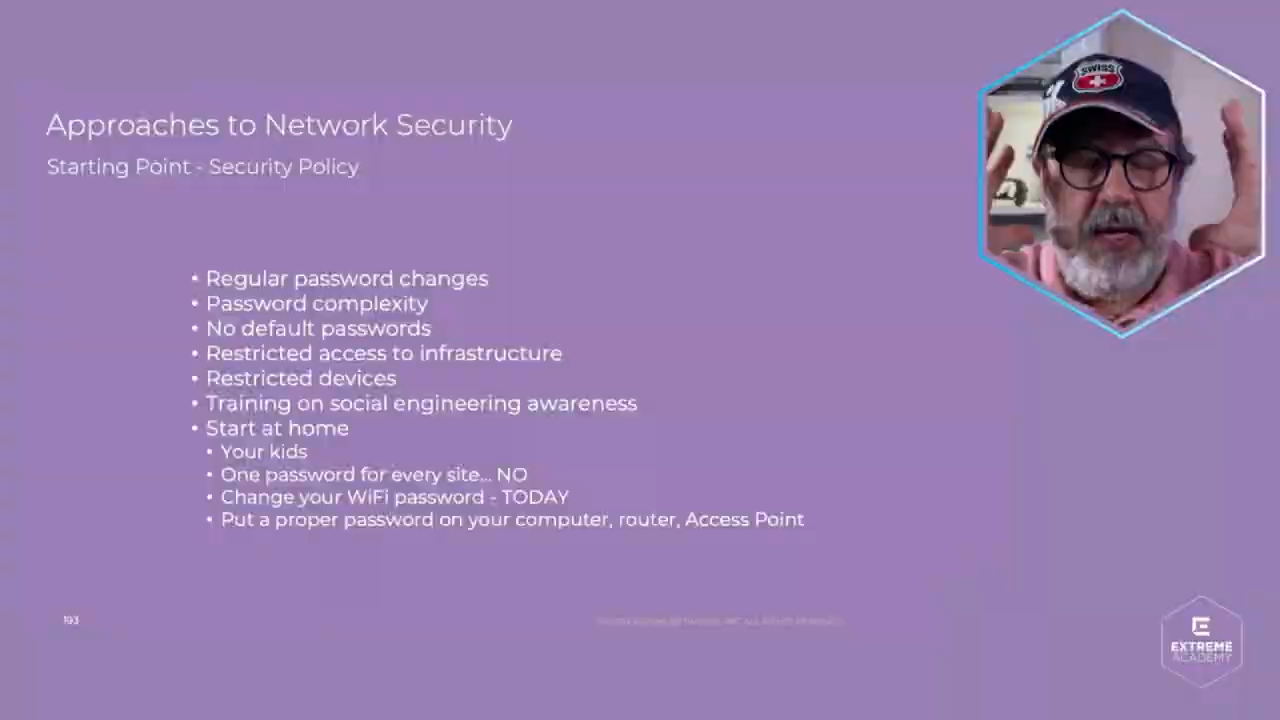 Approaches to Network Security
Starting Point - Security Policy
SWISS
• Regular password changes
• Password complexity
• No default passwords
• Restricted access to infrastructure
• Restricted devices
• Training on social engineering awareness
• Start at home
• Your kids
• One password for every site... NO
• Change your WiFi password - TODAY
• Put a proper password on your computer, router, Access Point
193
EXTREME
ACADEMY